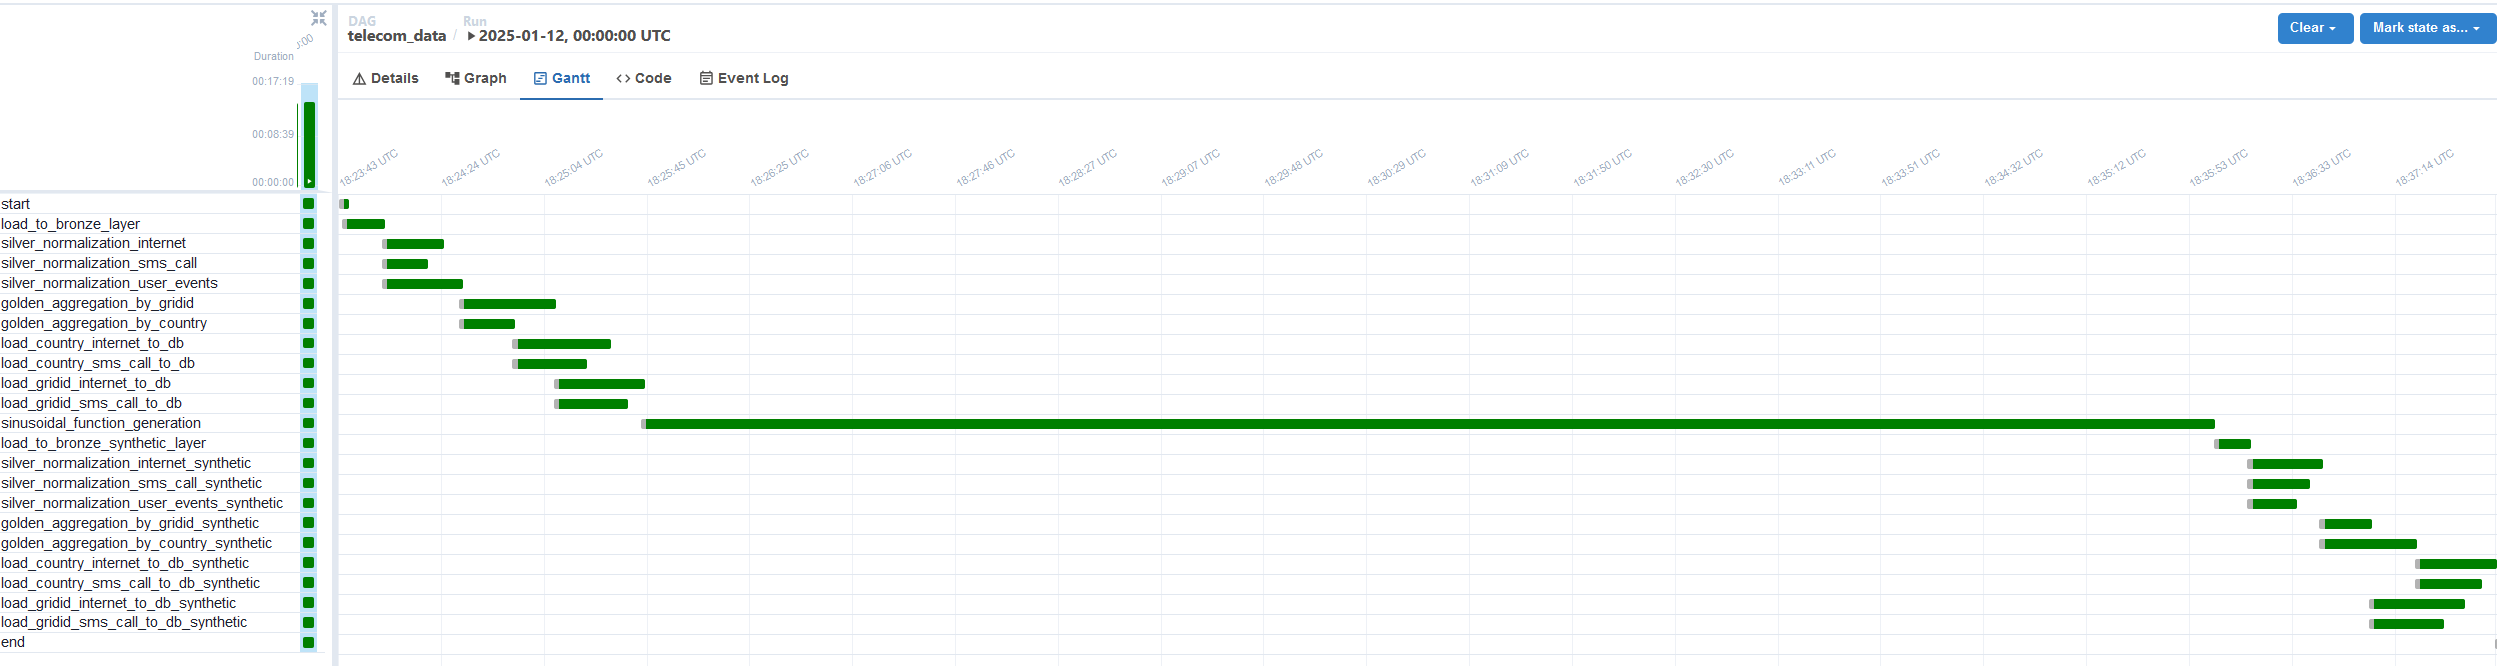 DAG
Run
telecom_data / 2025-01-12, 00:00:00 UTC
Clear
Mark state as...
Details
Graph
Gantt
Code
Event Log
Duration
00:17:19
00:08:39
00:00:00
18:23:43 UTC
18:24:24 UTC
18:25:04 UTC
18:25:45 UTC
18:26:25 UTC
18:27:06 UTC
18:27:46 UTC
18:28:27 UTC
18:29:07 UTC
18:29:48 UTC
18:30:29 UTC
18:31:09 UTC
18:31:50 UTC
18:32:30 UTC
18:33:11 UTC
18:33:51 UTC
18:34:32 UTC
18:35:12 UTC
18:35:53 UTC
18:36:33 UTC
18:37:14 UTC
start
load_to_bronze_layer
silver_normalization_internet
silver_normalization_sms_call
silver_normalization_user_events
golden_aggregation_by_gridid
golden_aggregation_by_country
load_country_internet_to_db
load_country_sms_call_to_db
load_gridid_internet_to_db
load_gridid_sms_call_to_db
sinusoidal_function_generation
load_to_bronze_synthetic_layer
silver_normalization_internet_synthetic
silver_normalization_sms_call_synthetic
silver_normalization_user_events_synthetic
golden_aggregation_by_gridid_synthetic
golden_aggregation_by_country_synthetic
load_country_internet_to_db_synthetic
load_country_sms_call_to_db_synthetic
load_gridid_internet_to_db_synthetic
load_gridid_sms_call_to_db_synthetic
end